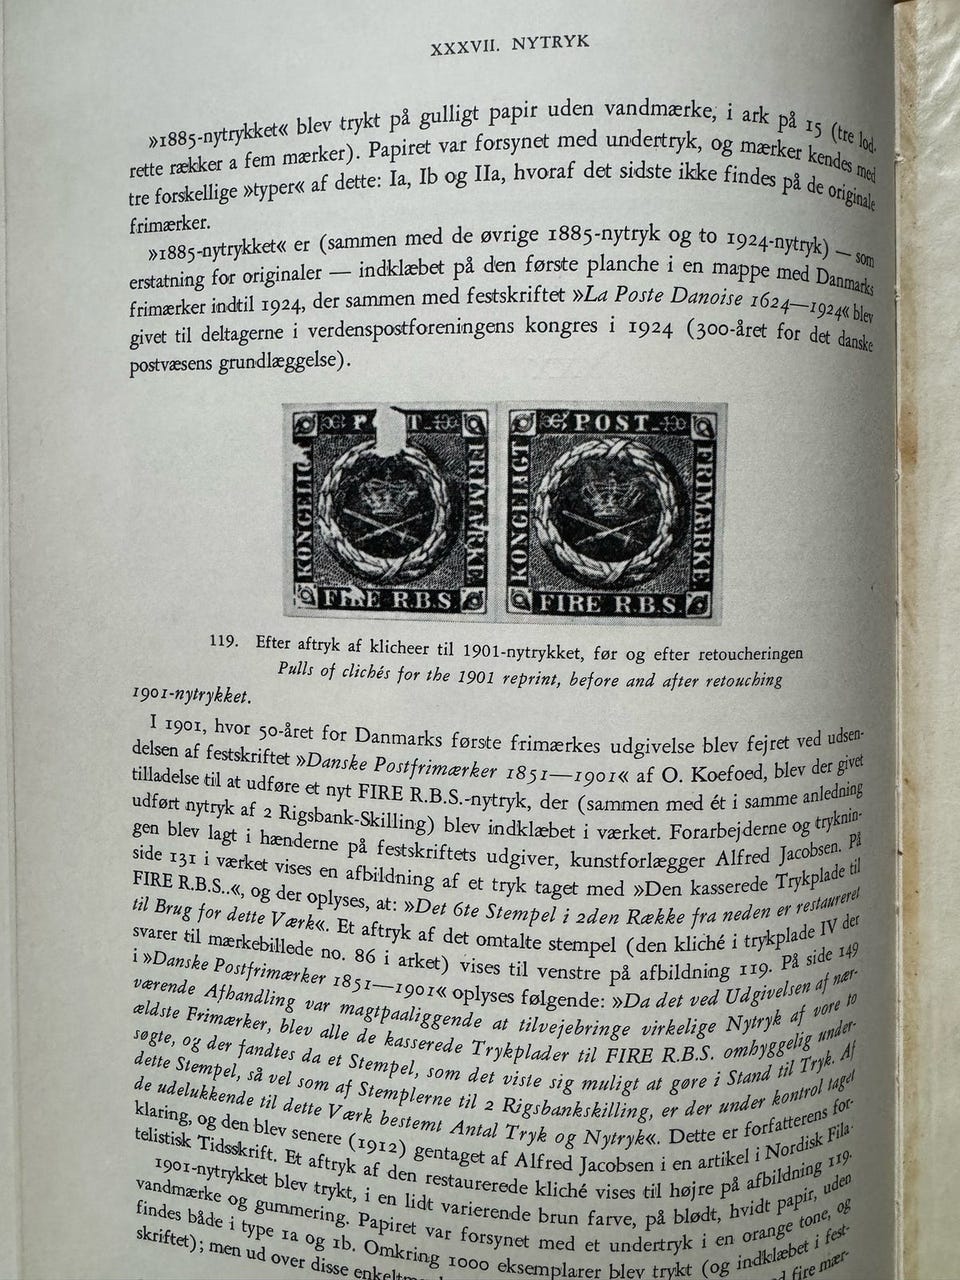 XXXVII. NYTRYK
»1885-nytrykket« blev trykt på gulligt papir uden vandmærke, i ark på 15 (tre lod-
rette rækker a fem mærker). Papiret var forsynet med undertryk, og mærker kendes med
tre forskellige »typer« af dette: Ia, Ib og IIa, hvoraf det sidste ikke findes på de originale
frimærker.
»1885-nytrykket« er (sammen med de øvrige 1885-nytryk og to 1924-nytryk) — som
erstatning for originaler — indklæbet på den første planche i en mappe med Danmarks
frimærker indtil 1924, der sammen med festskriftet »La Poste Danoise 1624—1924« blev
givet til deltagerne i verdenspostforeningens kongres i 1924 (300-året for det danske
postvæsens grundlæggelse).
P T
KONGELIG
FRIMÆRKE
FIRE R.B.S
POST
KONGELIGT
FRIMÆRKE
FIRE R.B.S.
119. Efter aftryk af klicheer til 1901-nytrykket, før og efter retoucheringen
Pulls of clichés for the 1901 reprint, before and after retouching
1901-nytrykket.
I 1901, hvor 50-året for Danmarks første frimærkes udgivelse blev fejret ved udsen-
delsen af festskriftet »Danske Postfrimærker 1851—1901« af O. Koefoed, blev der givet
tilladelse til at udføre et nyt FIRE R.B.S.-nytryk, der (sammen med ét i samme anledning
udført nytryk af 2 Rigsbank-Skilling) blev indklæbet i værket. Forarbejderne og tryknin-
gen blev lagt i hænderne på festskriftets udgiver, kunstforlægger Alfred Jacobsen. På
side 131 i værket vises en afbildning af et tryk taget med »Den kasserede Trykplade til
FIRE R.B.S..«, og der oplyses, at: »Det 6te Stempel i 2den Række fra neden er restaureret
til Brug for dette Værk«. Et aftryk af det omtalte stempel (den kliché i trykplade IV der
svarer til mærkebillede no. 86 i arket) vises til venstre på afbildning 119. På side 149
i »Danske Postfrimærker 1851—1901« oplyses følgende: »Da det ved Udgivelsen af nær-
værende Afhandling var magtpaaliggende at tilvejebringe virkelige Nytryk af vore to
ældste Frimærker, blev alle de kasserede Trykplader til FIRE R.B.S. ombyggelig under-
søgte, og der fandtes da et Stempel, som det viste sig muligt at gøre i Stand til Tryk. Af
dette Stempel, så vel som af Stemplerne til 2 Rigsbankskilling, er der under kontrol taget
de udelukkende til dette Værk bestemt Antal Tryk og Nytryk«. Dette er forfatterens for-
klaring, og den blev senere (1912) gentaget af Alfred Jacobsen i en artikel i Nordisk Fila-
telistisk Tidsskrift. Et aftryk af den restaurerede kliché vises til højre på afbildning 119.
1901-nytrykket blev trykt, i en lidt varierende brun farve, på blødt, hvidt papir, uden
vandmærke og gummering. Papiret var forsynet med et undertryk i en orange tone, og
findes både i type 1a og 1b. Omkring 1000 eksemplarer blev trykt (og indklæbet i fest-
skriftet); men ud over disse fire mær-